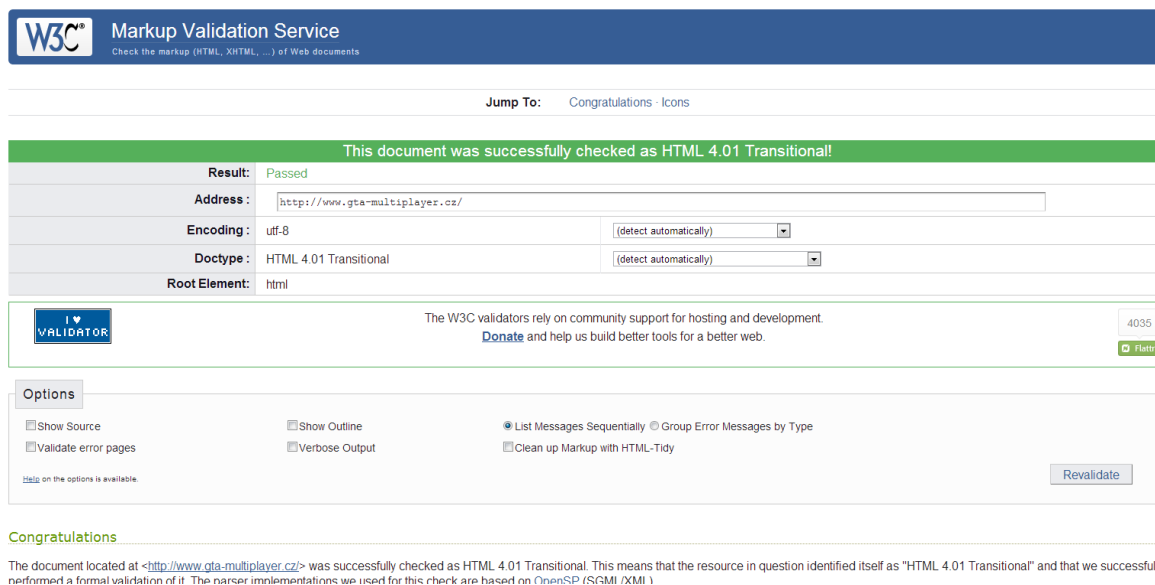 W3C® Markup Validation Service
Check the markup (HTML, XHTML, ...) of Web documents
Jump To: Congratulations · Icons
This document was successfully checked as HTML 4.01 Transitional!
Result: Passed
Address : http://www.gta-multiplayer.cz/
Encoding : utf-8 (detect automatically)
Doctype : HTML 4.01 Transitional (detect automatically)
Root Element: html
I ♥
VALIDATOR
The W3C validators rely on community support for hosting and development.
Donate and help us build better tools for a better web.
4035
Flattr
Options
Show Source Show Outline List Messages Sequentially Group Error Messages by Type
Validate error pages Verbose Output Clean up Markup with HTML-Tidy
Help on the options is available.
Revalidate
Congratulations
The document located at <http://www.gta-multiplayer.cz/> was successfully checked as HTML 4.01 Transitional. This means that the resource in question identified itself as "HTML 4.01 Transitional" and that we successful
performed a formal validation of it. The parser implementations we used for this check are based on OpenSP (SGML/XML).